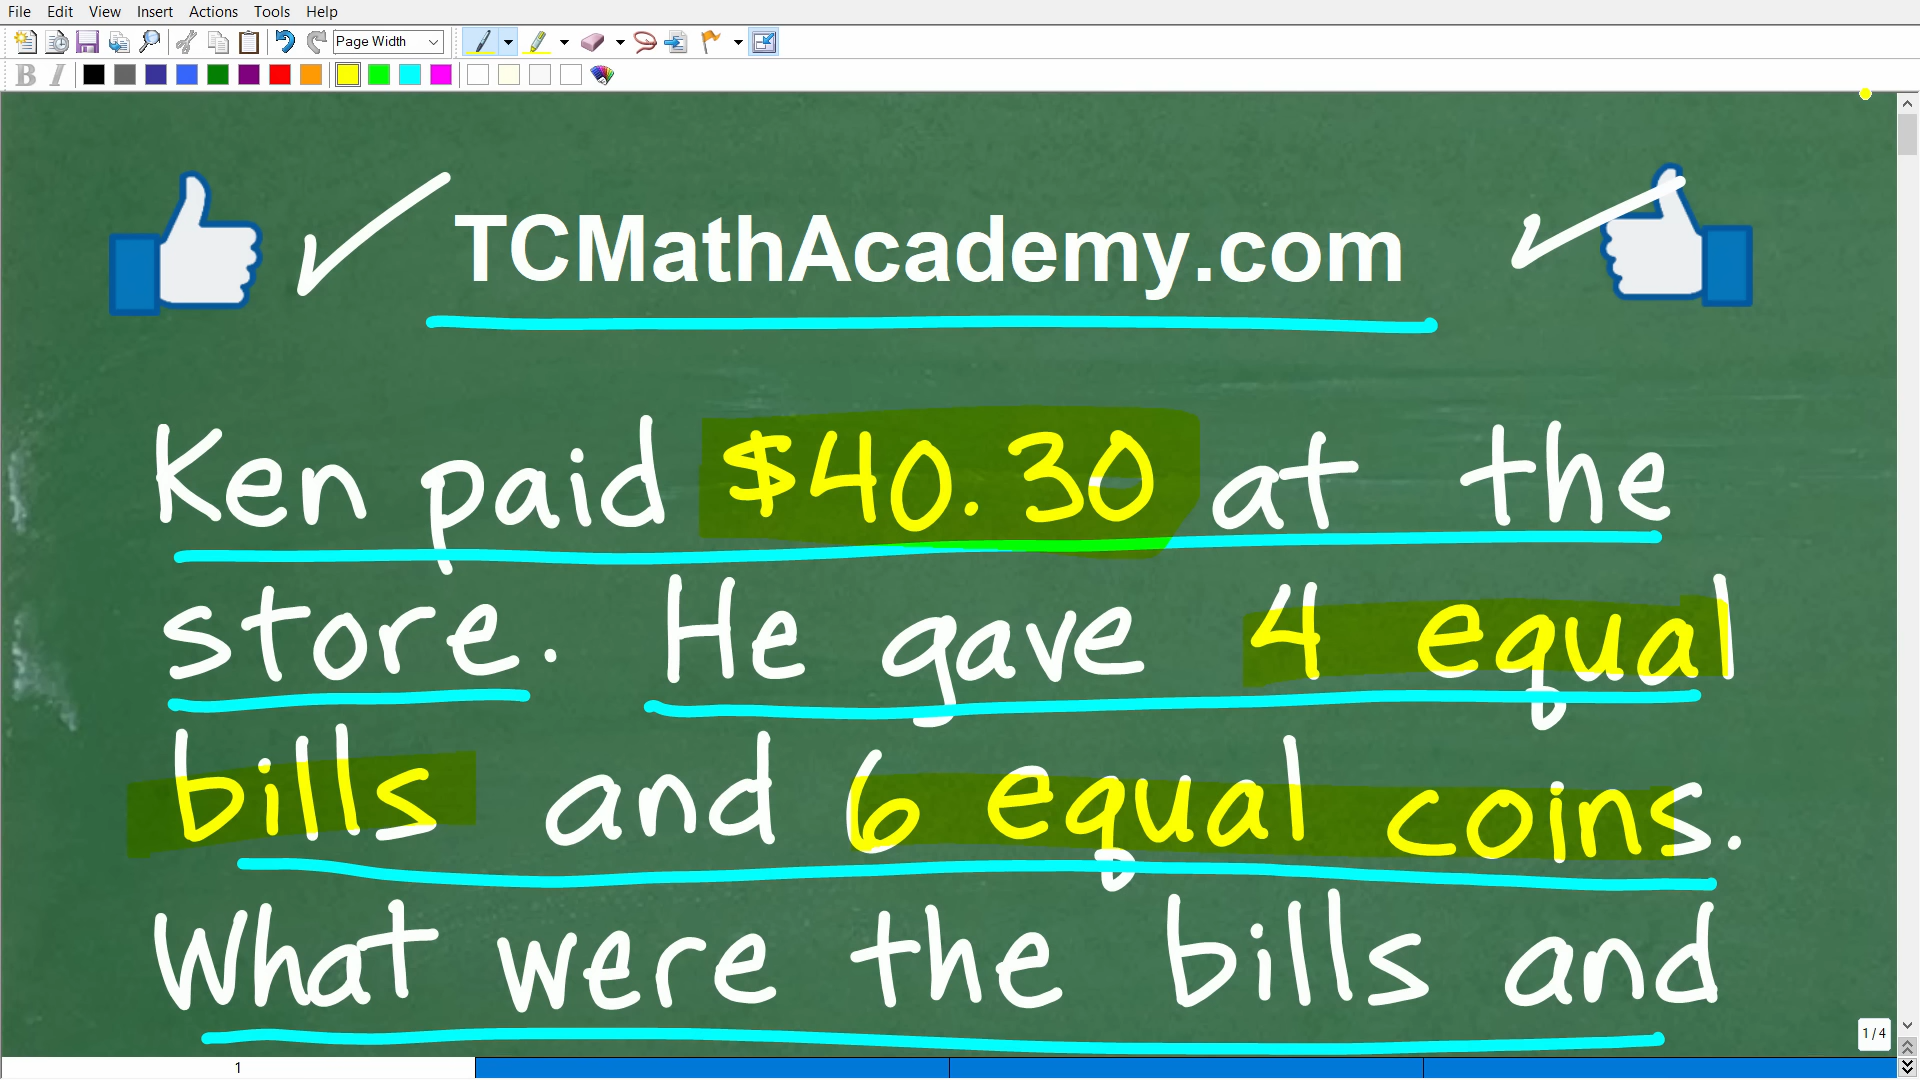 File Edit View Insert Actions Tools Help
Page Width
B I
TCMathAcademy.com
Ken paid $40.30 at the
store. He gave 4 equal
bills and 6 equal coins.
What were the bills and
1 / 4
1